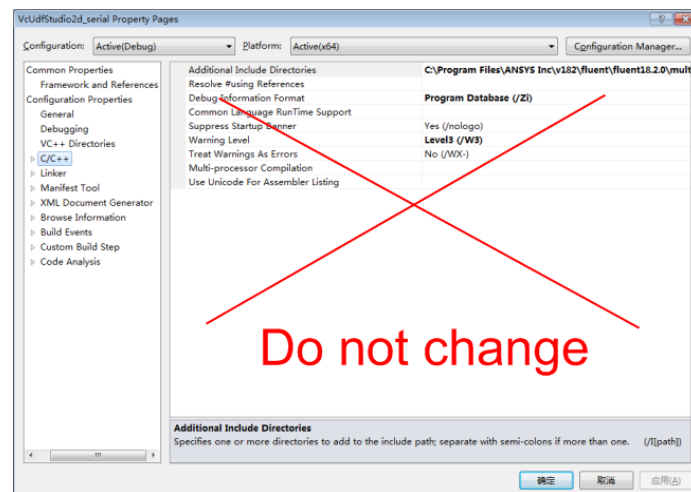 VcUdfStudio2d_serial Property Pages
Configuration: Active(Debug) Platform: Active(x64) Configuration Manager...
Common Properties
Framework and References
Configuration Properties
General
Debugging
VC++ Directories
C/C++
Linker
Manifest Tool
XML Document Generator
Browse Information
Build Events
Custom Build Step
Code Analysis
Additional Include Directories C:\Program Files\ANSYS Inc\v182\fluent\fluent18.2.0\mult
Resolve #using References
Debug Information Format Program Database (/Zi)
Common Language RunTime Support
Suppress Startup Banner Yes (/nologo)
Warning Level Level3 (/W3)
Treat Warnings As Errors No (/WX-)
Multi-processor Compilation
Use Unicode For Assembler Listing
Do not change
Additional Include Directories
Specifies one or more directories to add to the include path; separate with semi-colons if more than one. (/I[path])
确定 取消 应用(A)